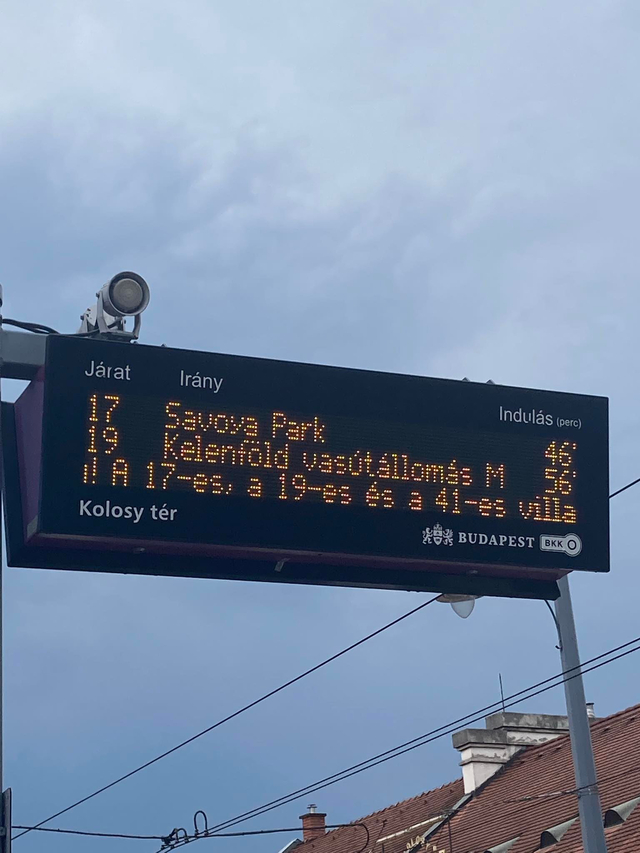 Járat Irány Indulás (perc)
17 Savoya Park 46'
19 Kelenföld vasútállomás M 56'
A 17-es, a 19-es és a 41-es villa
Kolosy tér
BUDAPEST BKK